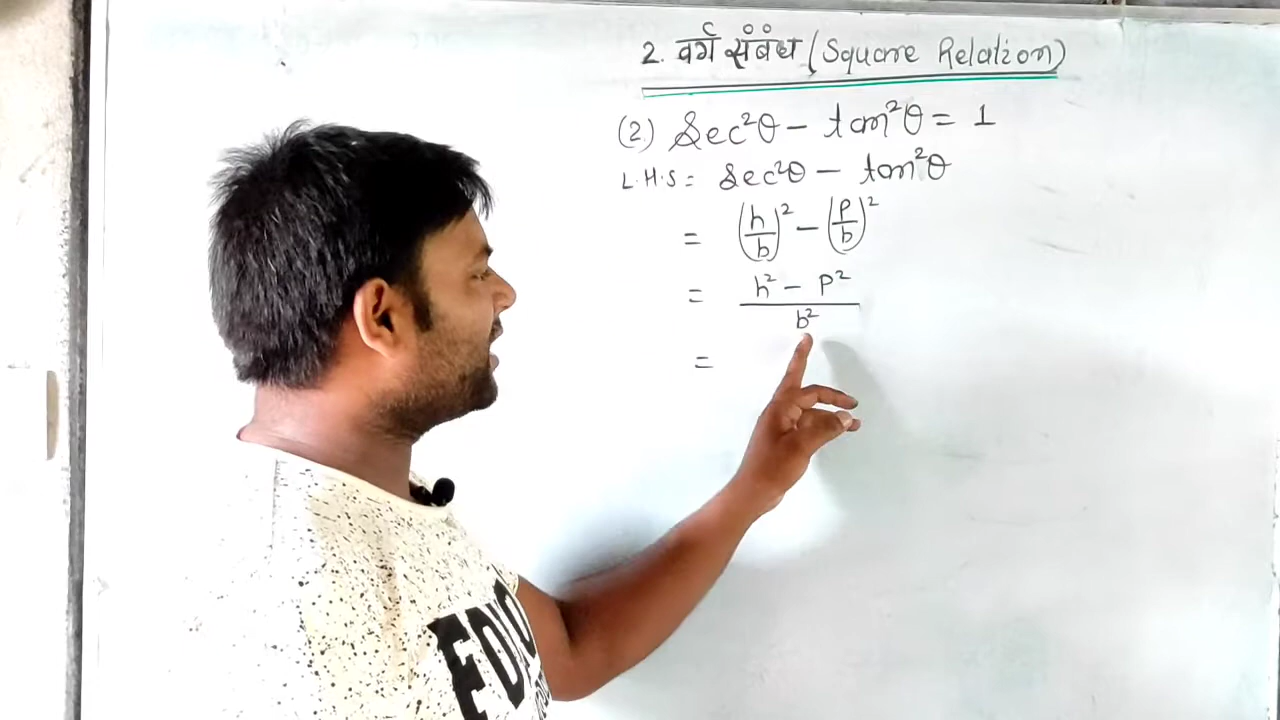 2. वर्ग संबंध (Square Relation)
(2.) Sec²θ - tan²θ = 1
L.H.S = Sec²θ - tan²θ
= (h/b)² - (P/b)²
= h² - P² / b²
=